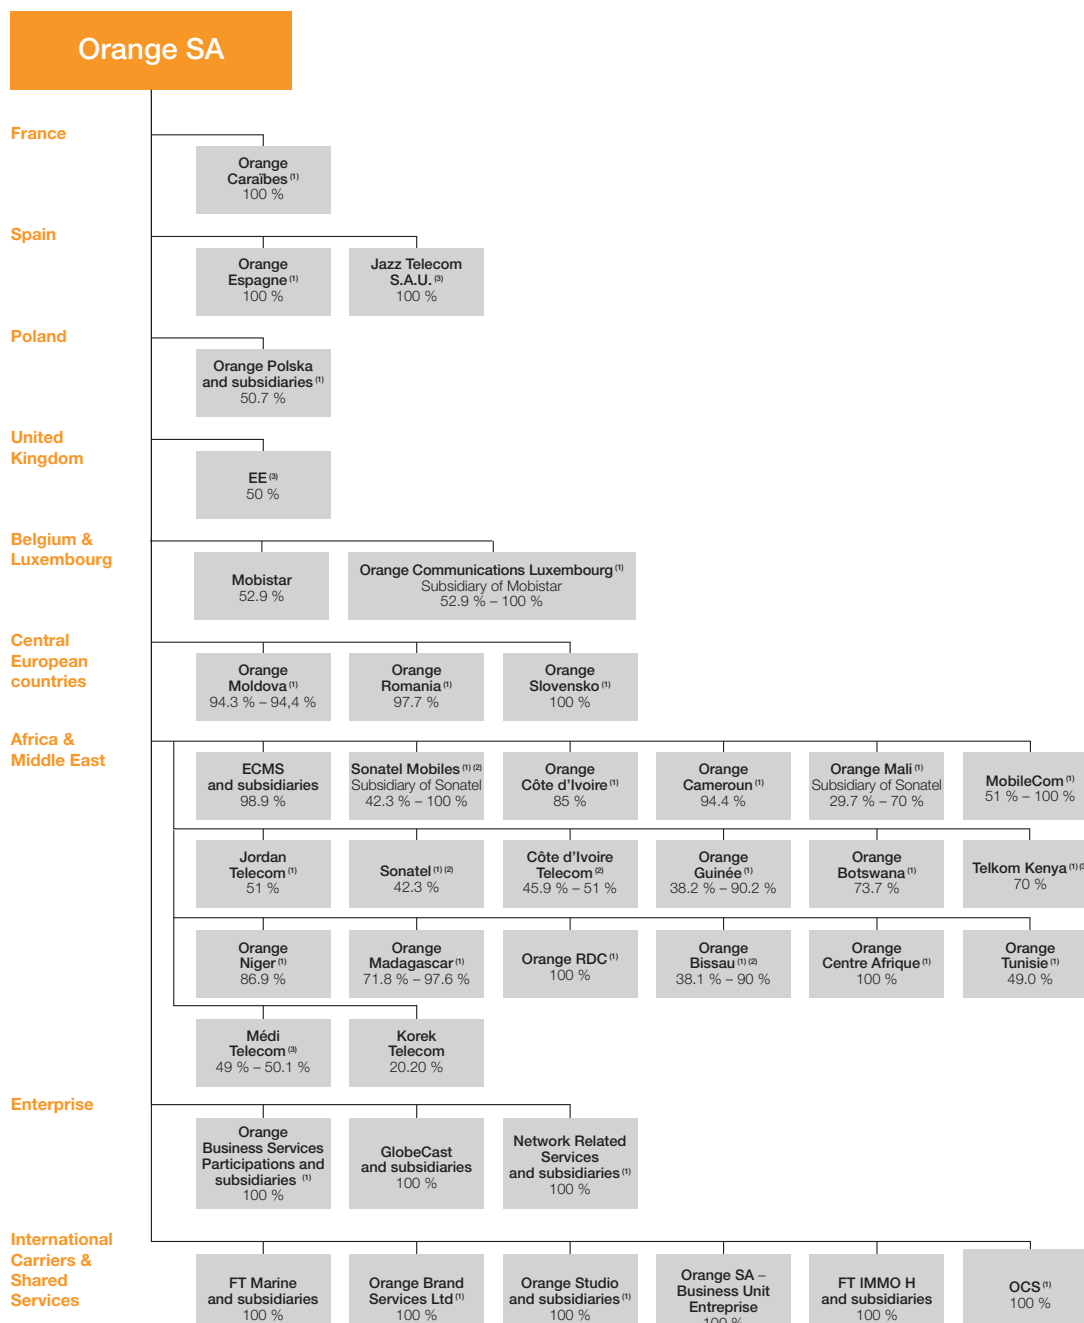 Orange SA
France
Orange
Caraïbes (1)
100 %
Spain
Orange
Espagne (1)
100 %
Jazz Telecom
S.A.U. (3)
100 %
Poland
Orange Polska
and subsidiaries (1)
50.7 %
United
Kingdom
EE (3)
50 %
Belgium &
Luxembourg
Mobistar
52.9 %
Orange Communications Luxembourg (1)
Subsidiary of Mobistar
52.9 % – 100 %
Central
European
countries
Orange
Moldova (1)
94.3 % – 94,4 %
Orange
Romania (1)
97.7 %
Orange
Slovensko (1)
100 %
Africa &
Middle East
ECMS
and subsidiaries
98.9 %
Sonatel Mobiles (1) (2)
Subsidiary of Sonatel
42.3 % – 100 %
Orange
Côte d'Ivoire (1)
85 %
Orange
Cameroun (1)
94.4 %
Orange Mali (1)
Subsidiary of Sonatel
29.7 % – 70 %
MobileCom (1)
51 % – 100 %
Jordan
Telecom (1)
51 %
Sonatel (1) (2)
42.3 %
Côte d'Ivoire
Telecom (2)
45.9 % – 51 %
Orange
Guinée (1)
38.2 % – 90.2 %
Orange
Botswana (1)
73.7 %
Telkom Kenya (1) (3
70 %
Orange
Niger (1)
86.9 %
Orange
Madagascar (1)
71.8 % – 97.6 %
Orange RDC (1)
100 %
Orange
Bissau (1) (2)
38.1 % – 90 %
Orange
Centre Afrique (1)
100 %
Orange
Tunisie (1)
49.0 %
Médi
Telecom (3)
49 % – 50.1 %
Korek
Telecom
20.20 %
Enterprise
Orange
Business Services
Participations and
subsidiaries (1)
100 %
GlobeCast
and subsidiaries
100 %
Network Related
Services
and subsidiaries (1)
100 %
International
Carriers &
Shared
Services
FT Marine
and subsidiaries
100 %
Orange Brand
Services Ltd (1)
100 %
Orange Studio
and subsidiaries (1)
100 %
Orange SA –
Business Unit
Entreprise
100 %
FT IMMO H
and subsidiaries
100 %
OCS (1)
100 %